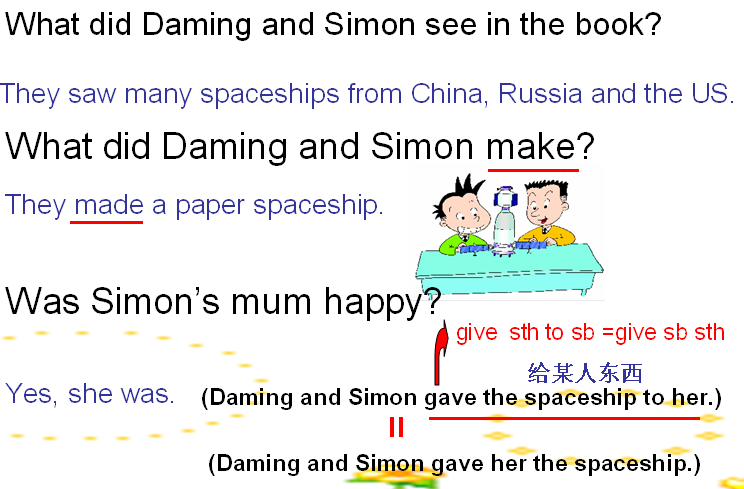 What did Daming and Simon see in the book?
They saw many spaceships from China, Russia and the US.
What did Daming and Simon make?
They made a paper spaceship.
Was Simon’s mum happy?
give sth to sb =give sb sth
给某人东西
Yes, she was. (Daming and Simon gave the spaceship to her.)
=
(Daming and Simon gave her the spaceship.)